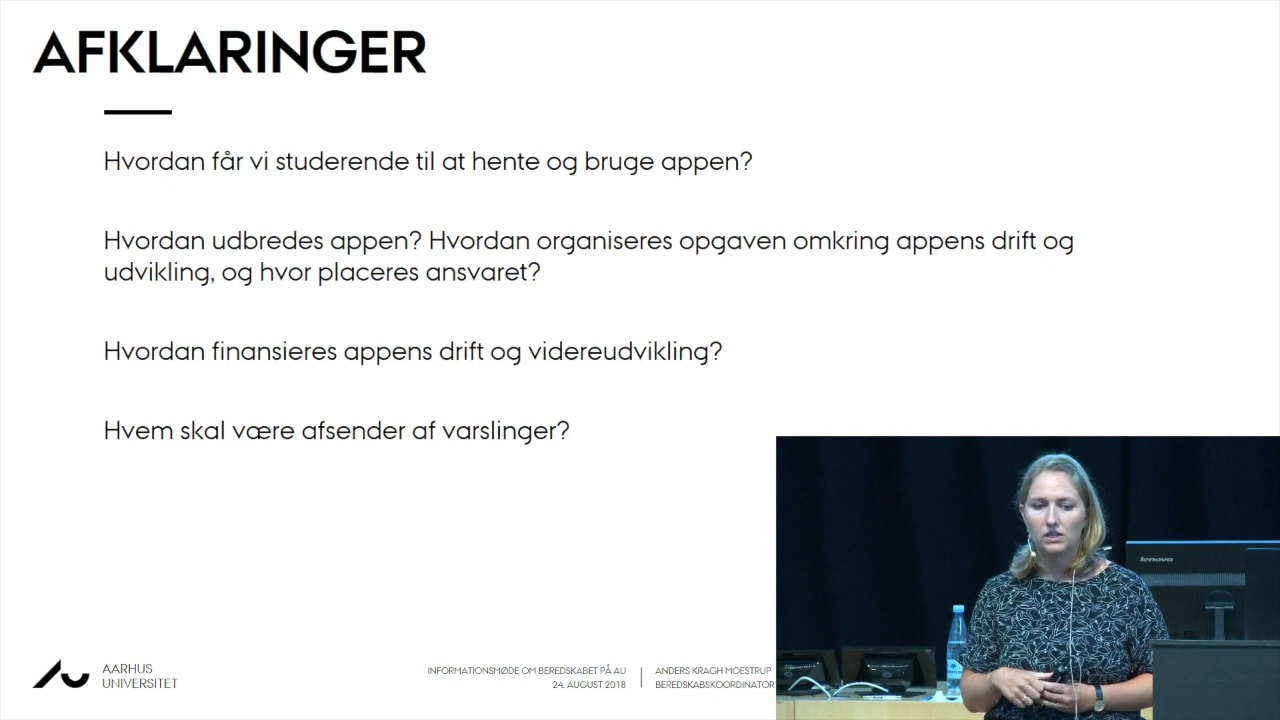 AFKLARINGER
Hvordan får vi studerende til at hente og bruge appen?
Hvordan udbredes appen? Hvordan organiseres opgaven omkring appens drift og
udvikling, og hvor placeres ansvaret?
Hvordan finansieres appens drift og videreudvikling?
Hvem skal være afsender af varslinger?
lenovo
AARHUS
UNIVERSITET
INFORMATIONSMØDE OM BEREDSKABET PÅ AU
24. AUGUST 2018
ANDERS KRAGH MOESTRUP
BEREDSKABSKOORDINATOR